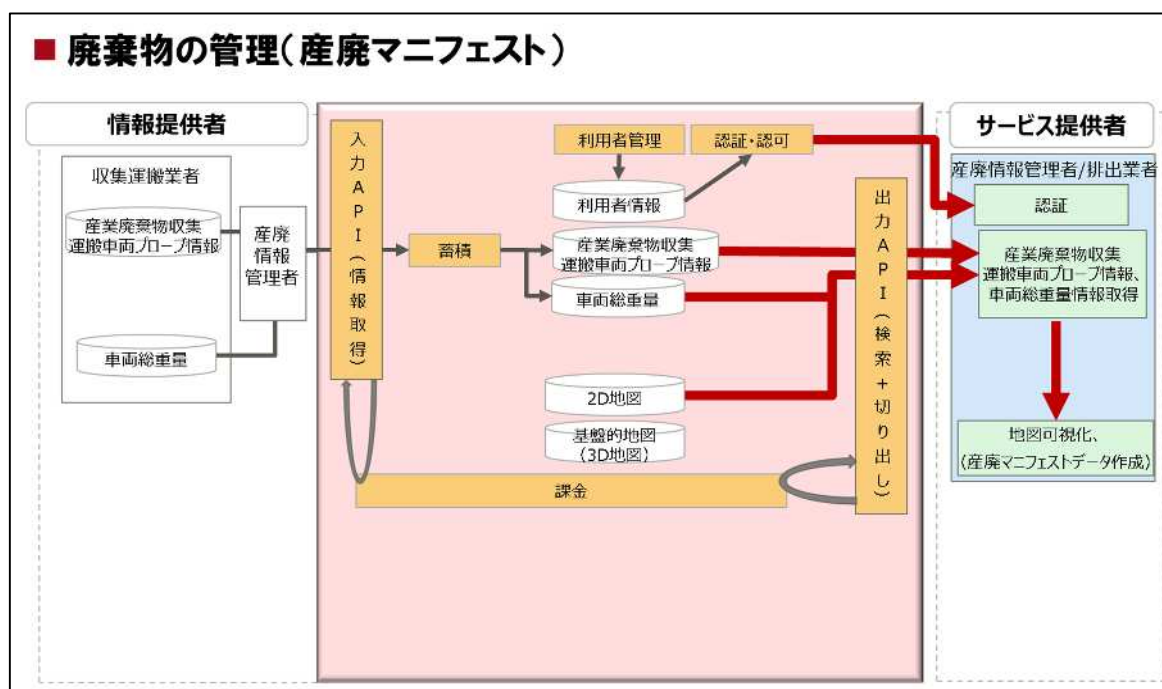 ■ 廃棄物の管理(産廃マニフェスト)
情報提供者
収集運搬業者
産業廃棄物収集
運搬車両プローブ情報
車両総重量
産廃
情報
管理者
入力API(情報取得)
蓄積
利用者管理
認証・認可
利用者情報
産業廃棄物収集
運搬車両プローブ情報
車両総重量
2D地図
基盤的地図
(3D地図)
課金
出力API(検索+切り出し)
サービス提供者
産廃情報管理者/排出業者
認証
産業廃棄物収集
運搬車両プローブ情報、
車両総重量情報取得
地図可視化、
(産廃マニフェストデータ作成)